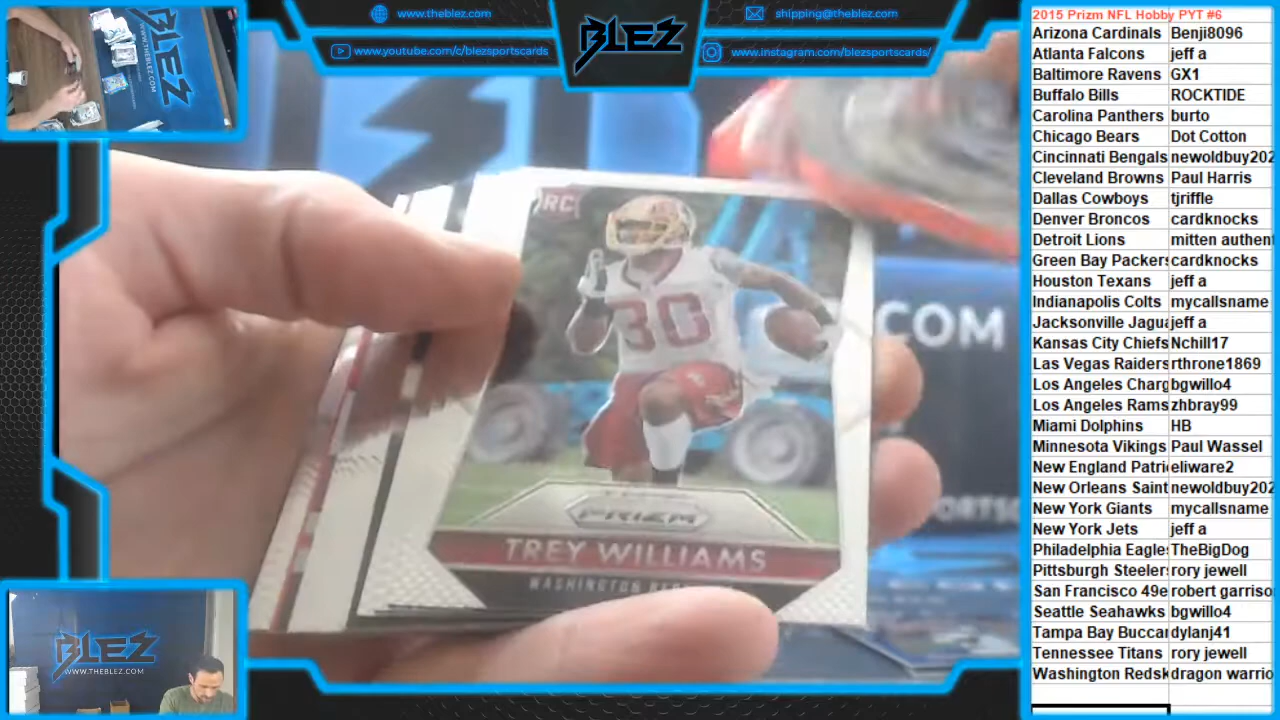 www.theblez.com
shipping@theblez.com
www.youtube.com/c/blezsportscards
www.instagram.com/blezsportscards/
BLEZ
RC
30
PRIZM
TREY WILLIAMS
WASHINGTON
COM
BLEZ
WWW.THEBLEZ.COM
BLEZ
WWW.THEBLEZ.COM
2015 Prizm NFL Hobby PYT #6
Arizona Cardinals Benji8096
Atlanta Falcons jeff a
Baltimore Ravens GX1
Buffalo Bills ROCKTIDE
Carolina Panthers burto
Chicago Bears Dot Cotton
Cincinnati Bengals newoldbuy202
Cleveland Browns Paul Harris
Dallas Cowboys tjriffle
Denver Broncos cardknocks
Detroit Lions mitten authent
Green Bay Packers cardknocks
Houston Texans jeff a
Indianapolis Colts mycallsname
Jacksonville Jagua jeff a
Kansas City Chiefs Nchill17
Las Vegas Raiders rthrone1869
Los Angeles Charg bgwillo4
Los Angeles Rams zhbray99
Miami Dolphins HB
Minnesota Vikings Paul Wassel
New England Patri eliware2
New Orleans Saint newoldbuy202
New York Giants mycallsname
New York Jets jeff a
Philadelphia Eagle TheBigDog
Pittsburgh Steeler rory jewell
San Francisco 49e robert garriso
Seattle Seahawks bgwillo4
Tampa Bay Bucca dylanj41
Tennessee Titans rory jewell
Washington Redsk dragon warrio